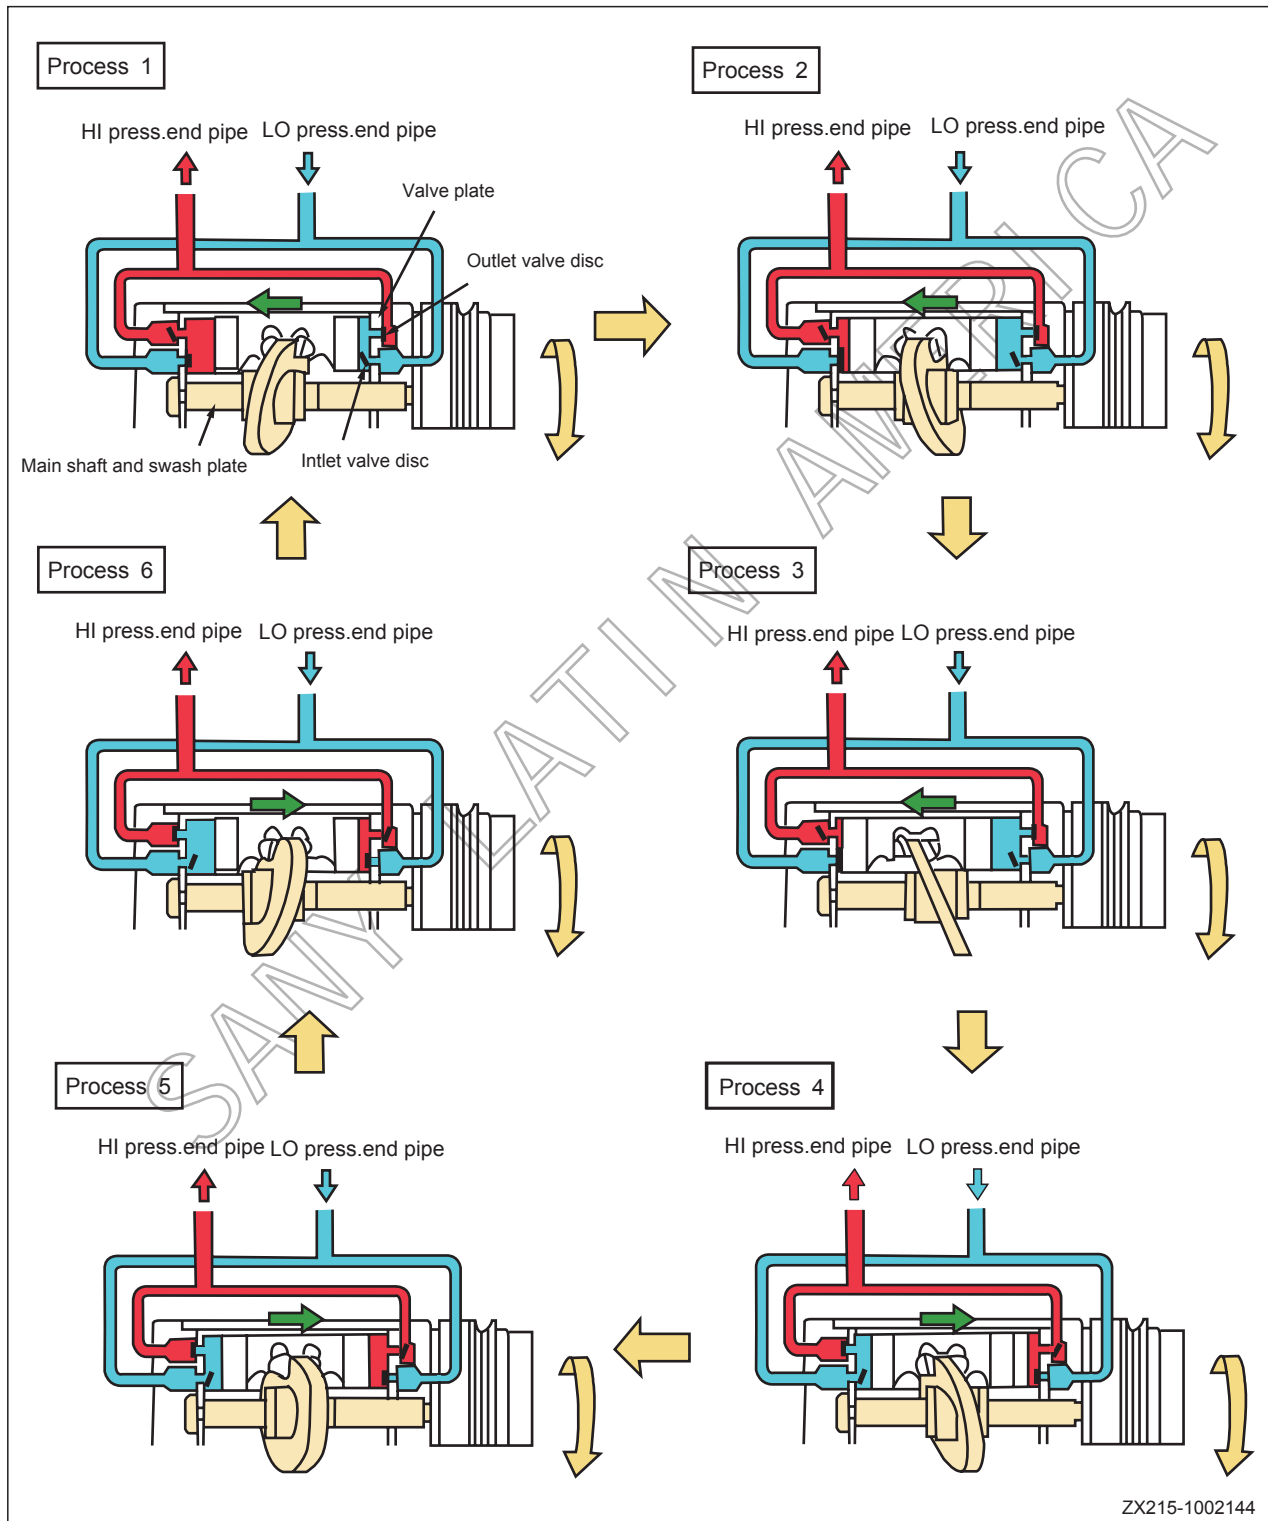 Process 1
Process 2
HI press.end pipe LO press.end pipe
HI press.end pipe LO press.end pipe
Valve plate
Outlet valve disc
Main shaft and swash plate
Intlet valve disc
Process 6
Process 3
HI press.end pipe LO press.end pipe
HI press.end pipe LO press.end pipe
Process 5
Process 4
HI press.end pipe LO press.end pipe
HI press.end pipe LO press.end pipe
SANY LATIN AMERICA
ZX215-1002144